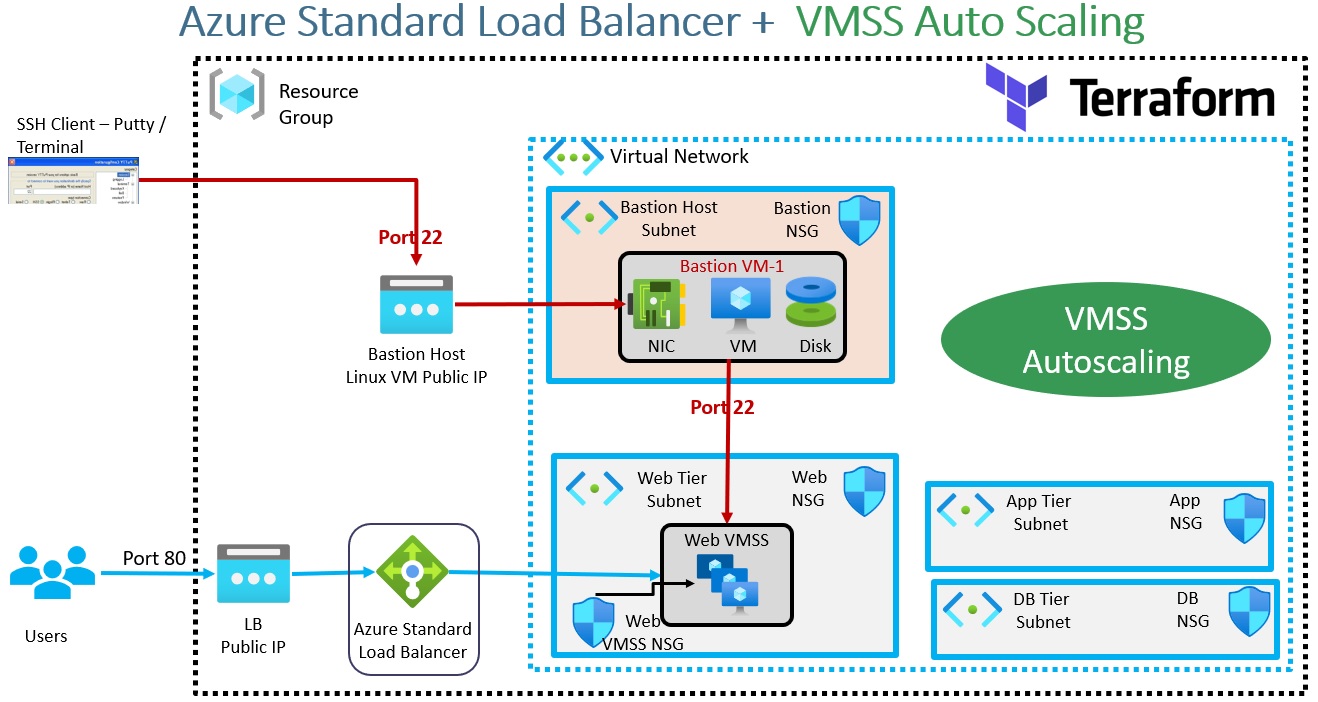 Azure Standard Load Balancer + VMSS Auto Scaling
Resource
Group
Terraform
SSH Client – Putty /
Terminal
Virtual Network
Bastion Host
Subnet
Bastion
NSG
Port 22
Bastion VM-1
NIC
VM
Disk
Bastion Host
Linux VM Public IP
VMSS
Autoscaling
Port 22
Web Tier
Subnet
Web
NSG
App Tier
Subnet
App
NSG
Web VMSS
Port 80
Users
LB
Public IP
Azure Standard
Load Balancer
Web
VMSS NSG
DB Tier
Subnet
DB
NSG